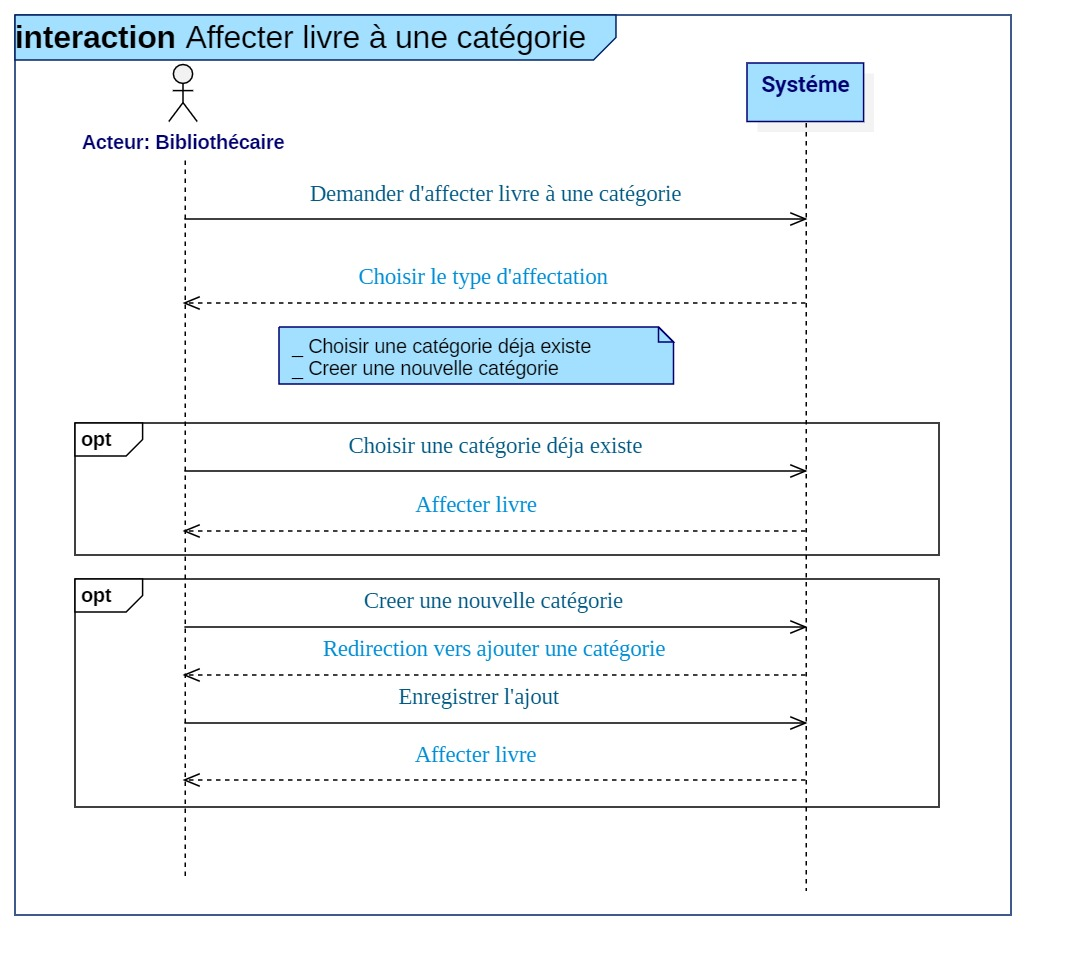 interaction Affecter livre à une catégorie
Acteur: Bibliothécaire
Systéme
Demander d'affecter livre à une catégorie
Choisir le type d'affectation
_ Choisir une catégorie déja existe
_ Creer une nouvelle catégorie
opt
Choisir une catégorie déja existe
Affecter livre
opt
Creer une nouvelle catégorie
Redirection vers ajouter une catégorie
Enregistrer l'ajout
Affecter livre